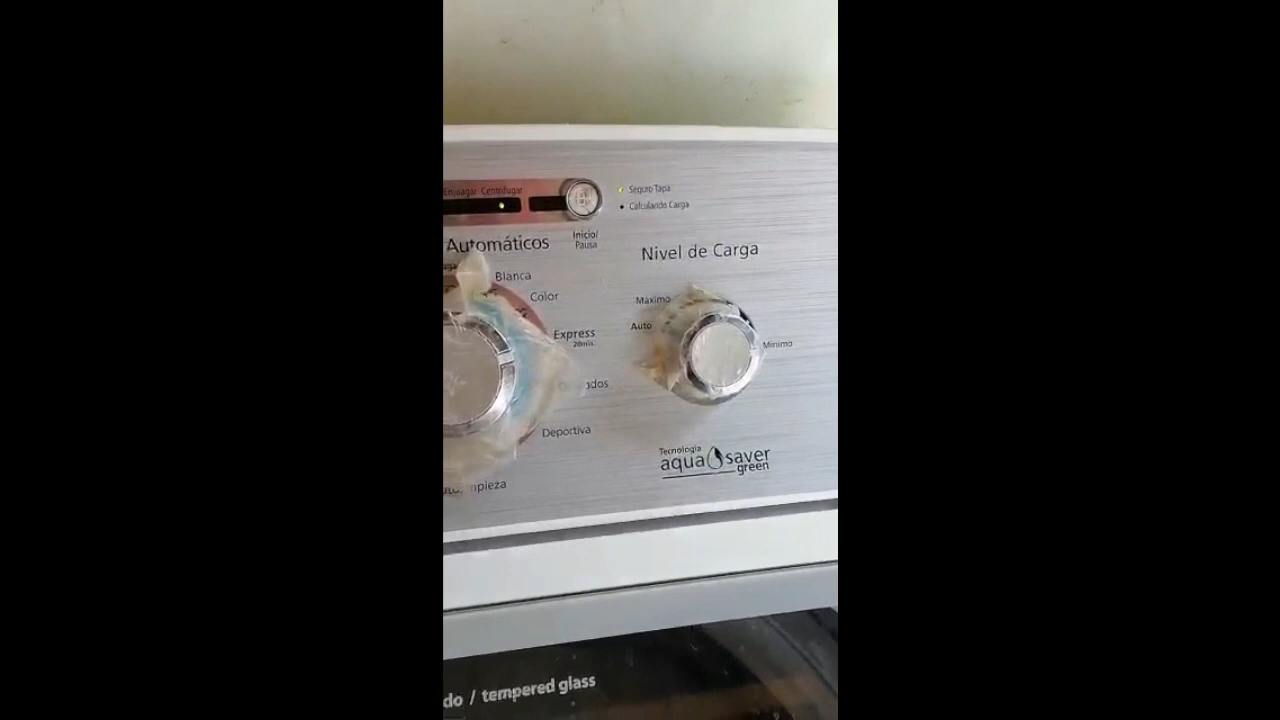 Enjuagar Centrifugar
Seguro Tapa
Calculando Carga
Automáticos
Inicio/
Pausa
Nivel de Carga
Blanca
Color
Máximo
Auto
Express
20min.
Mínimo
Deportiva
Tecnología
aqua saver
green
do / tempered glass